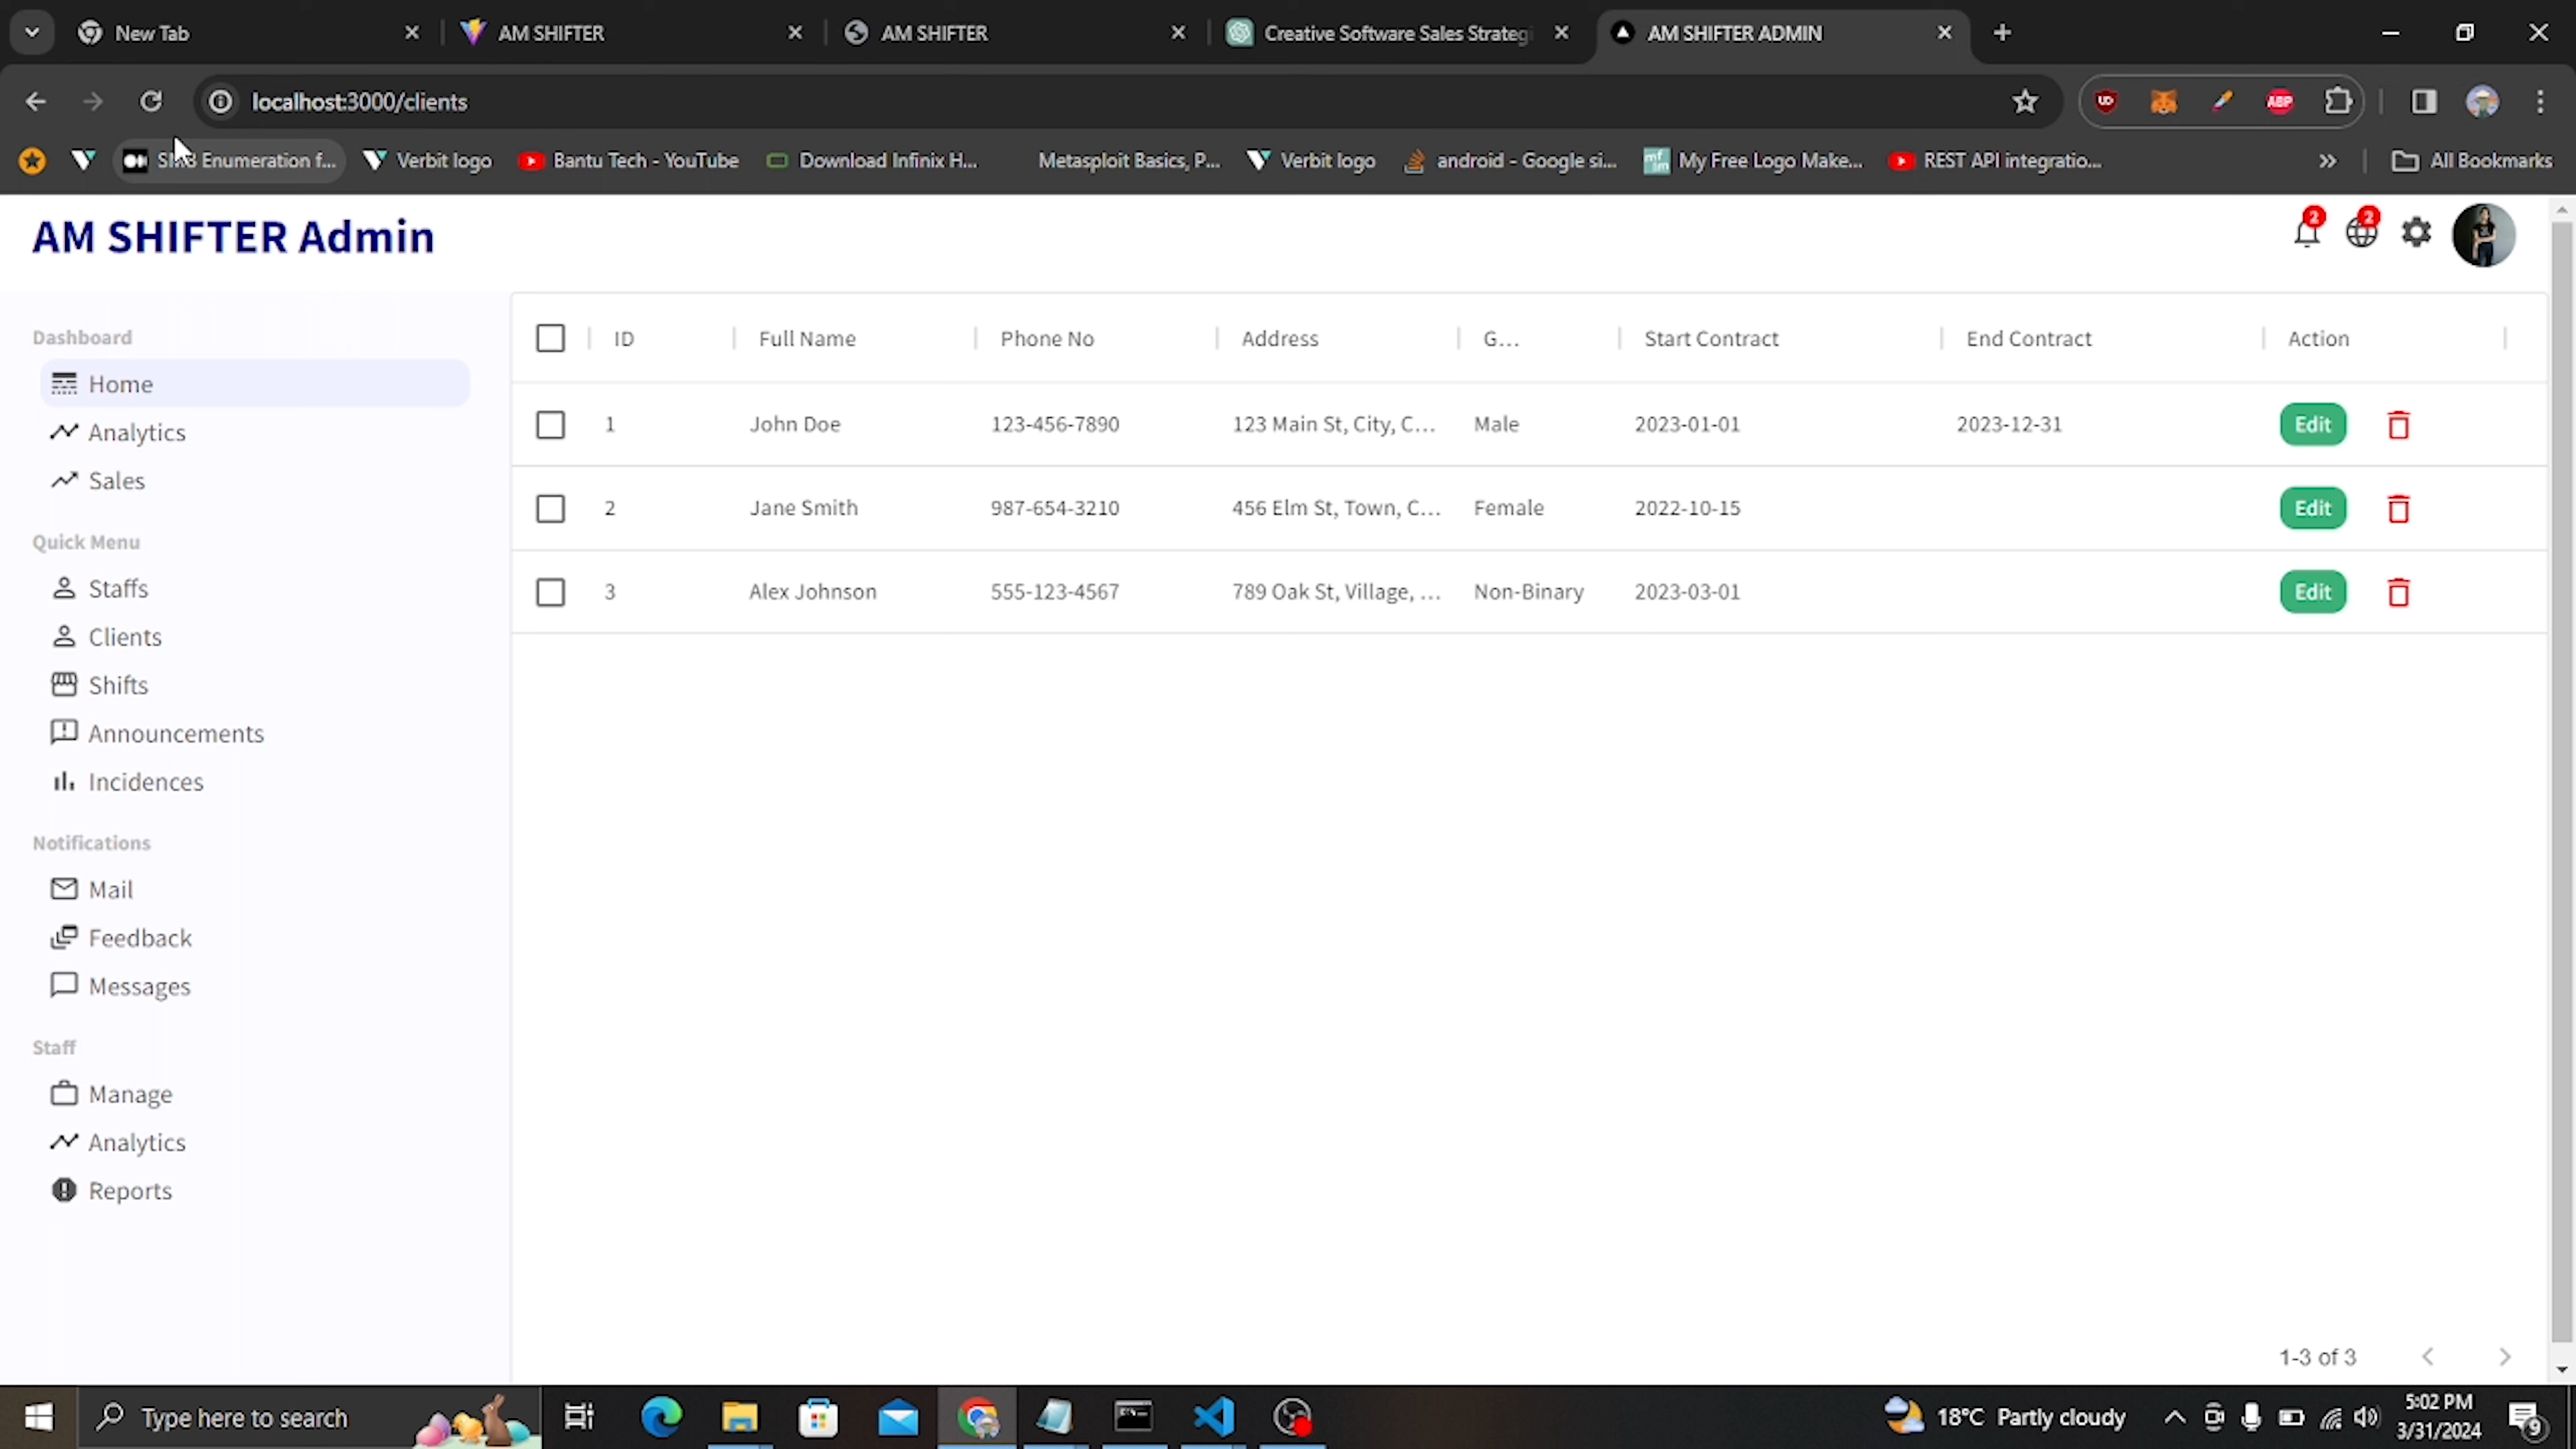 New Tab
AM SHIFTER
AM SHIFTER
Creative Software Sales Strategi
AM SHIFTER ADMIN
localhost:3000/clients
SMB Enumeration f...
Verbit logo
Bantu Tech - YouTube
Download Infinix H...
Metasploit Basics, P...
Verbit logo
android - Google si...
My Free Logo Make...
REST API integratio...
All Bookmarks
AM SHIFTER Admin
2
2
Dashboard
Home
Analytics
Sales
Quick Menu
Staffs
Clients
Shifts
Announcements
Incidences
Notifications
Mail
Feedback
Messages
Staff
Manage
Analytics
Reports
ID Full Name Phone No Address G... Start Contract End Contract Action
1 John Doe 123-456-7890 123 Main St, City, C... Male 2023-01-01 2023-12-31 Edit
2 Jane Smith 987-654-3210 456 Elm St, Town, C... Female 2022-10-15 Edit
3 Alex Johnson 555-123-4567 789 Oak St, Village, ... Non-Binary 2023-03-01 Edit
1-3 of 3
Type here to search
18°C Partly cloudy
5:02 PM
3/31/2024
9